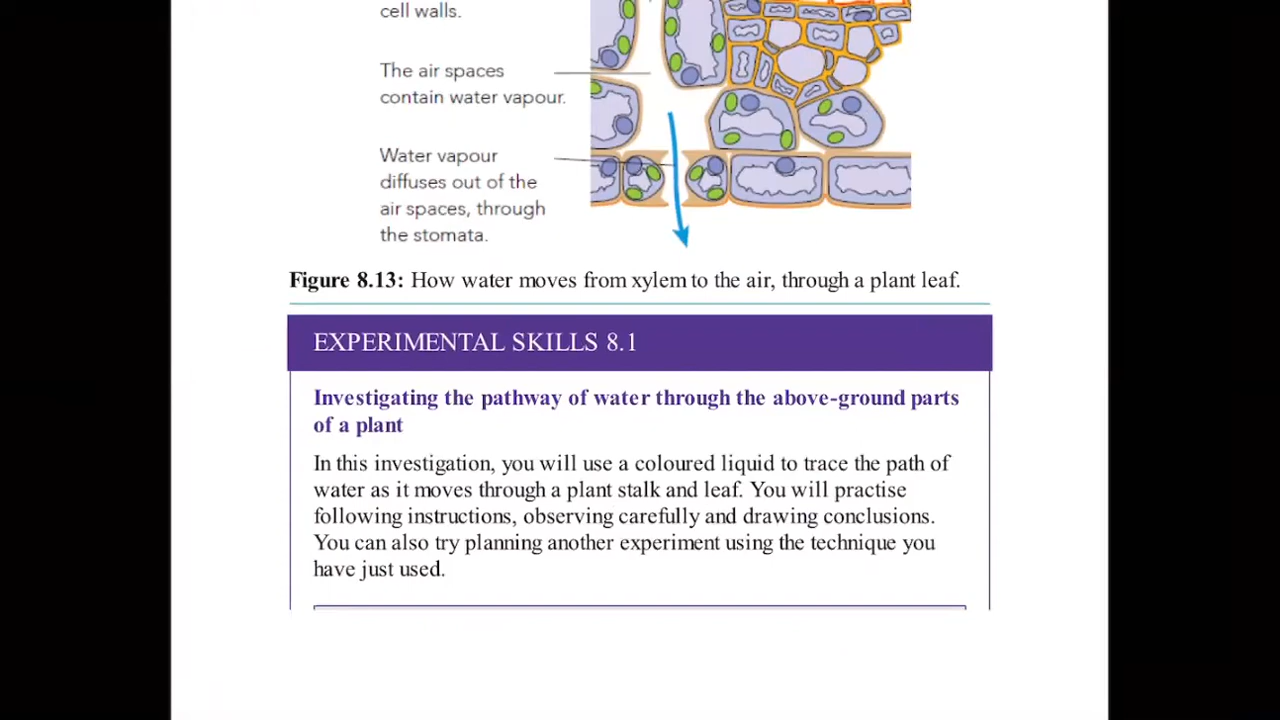 cell walls.
The air spaces
contain water vapour.
Water vapour
diffuses out of the
air spaces, through
the stomata.
Figure 8.13: How water moves from xylem to the air, through a plant leaf.
EXPERIMENTAL SKILLS 8.1
Investigating the pathway of water through the above-ground parts
of a plant
In this investigation, you will use a coloured liquid to trace the path of
water as it moves through a plant stalk and leaf. You will practise
following instructions, observing carefully and drawing conclusions.
You can also try planning another experiment using the technique you
have just used.